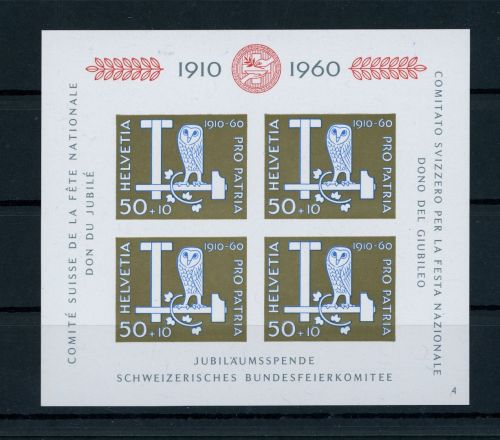 1910 1960
COMITÉ SUISSE DE LA FÊTE NATIONALE
DON DU JUBILÉ
HELVETIA
1910-60
PRO PATRIA
50+10
HELVETIA
1910-60
PRO PATRIA
50+10
HELVETIA
1910-60
PRO PATRIA
50+10
HELVETIA
1910-60
PRO PATRIA
50+10
COMITATO SVIZZERO PER LA FESTA NAZIONALE
DONO DEL GIUBILEO
JUBILÄUMSSPENDE
SCHWEIZERISCHES BUNDESFEIERKOMITEE
4